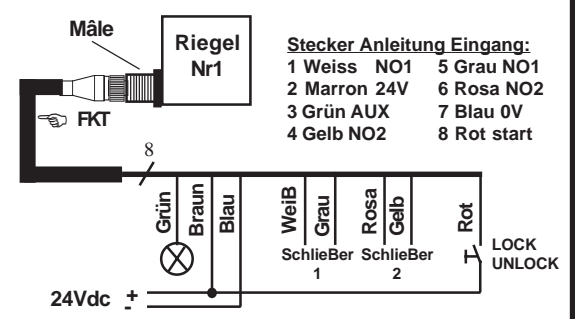 Mâle
Riegel
Nr1
FKT
Stecker Anleitung Eingang:
1 Weiss NO1 5 Grau NO1
2 Marron 24V 6 Rosa NO2
3 Grün AUX 7 Blau 0V
4 Gelb NO2 8 Rot start
8
Grün
Braun
Blau
WeiB
Grau
Rosa
Gelb
Rot
SchlieBer
1
SchlieBer
2
LOCK
UNLOCK
24Vdc + -